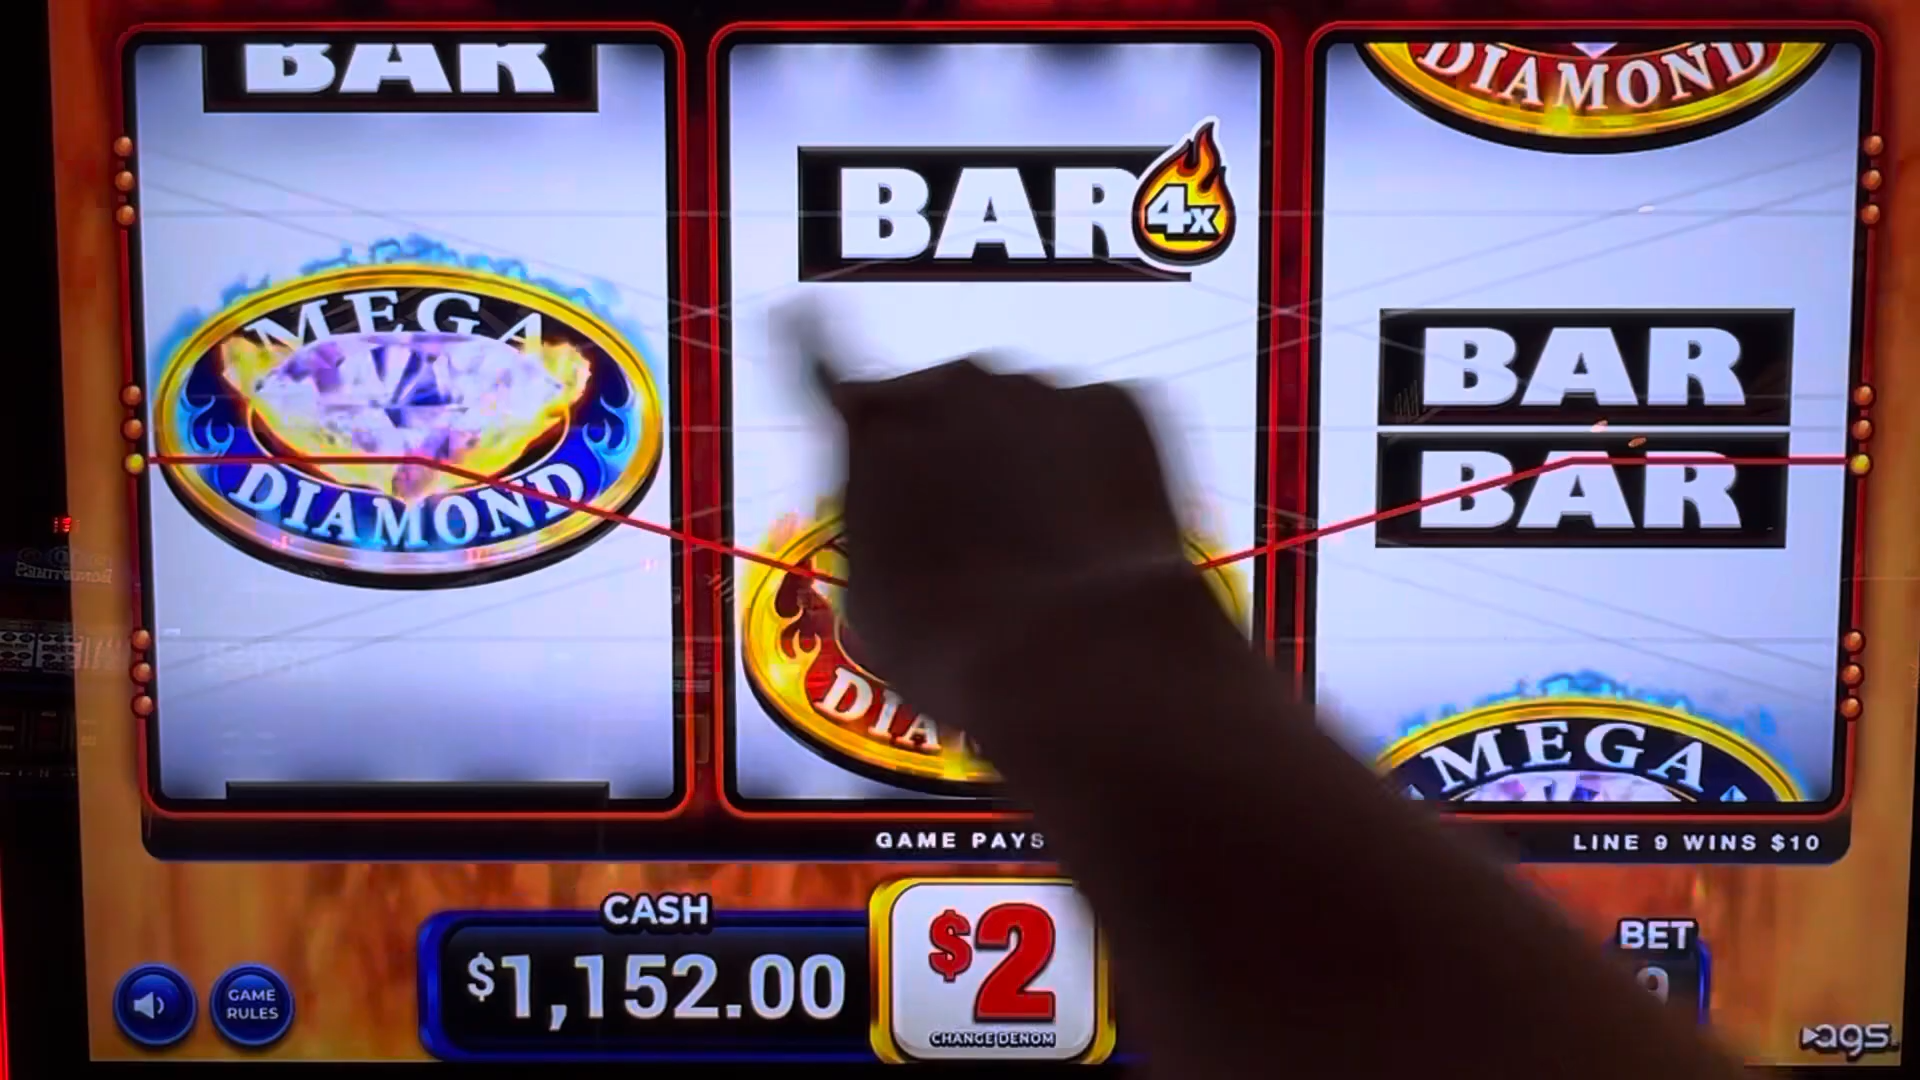 BAR
DIAMOND
BAR 4x
MEGA
DIAMOND
BAR
BAR
DIA
MEGA
GAME PAYS
LINE 9 WINS $10
CASH
$1,152.00
$2
CHANGE DENOM
BET
GAME
RULES
ags